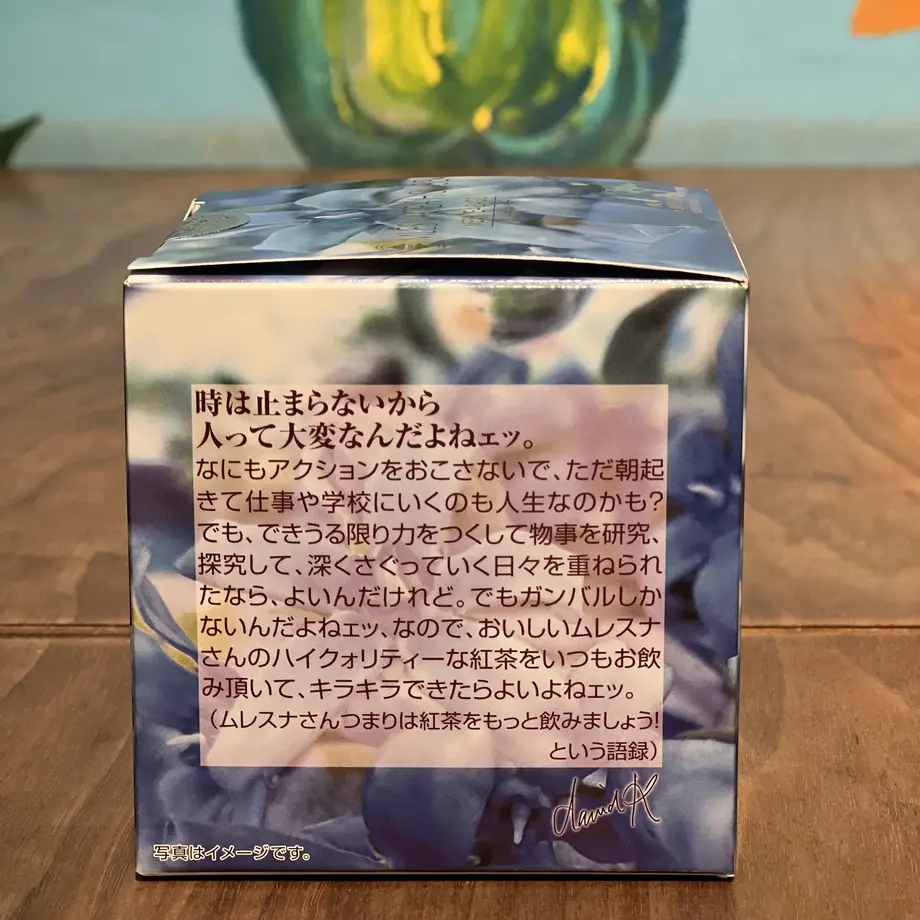 時は止まらないから
人って大変なんだよねェッ。
なにもアクションをおこさないで、ただ朝起
きて仕事や学校にいくのも人生なのかも?
でも、できうる限り力をつくして物事を研究、
探究して、深くさぐっていく日々を重ねられ
たなら、よいんだけれど。でもガンバルしか
ないんだよねェッ、なので、おいしいムレスナ
さんのハイクォリティーな紅茶をいつもお飲
み頂いて、キラキラできたらよいよねェッ。
(ムレスナさんつまりは紅茶をもっと飲みましょう!
という語録)
david K
写真はイメージです。